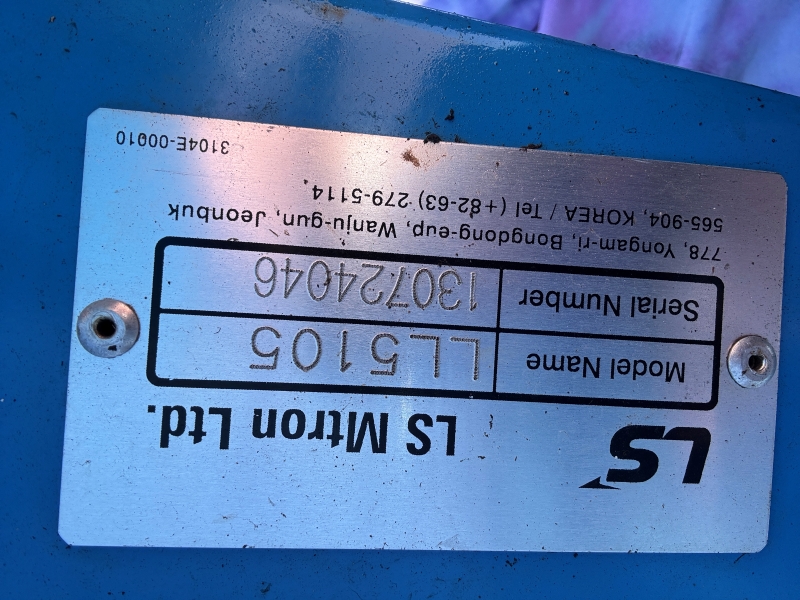 LS LS Mtron Ltd.
Model Name LL5105
Serial Number 130724046
778, Yongam-ri, Bongdong-eup, Wanju-gun, Jeonbuk
565-904, KOREA / Tel (+82-63) 279-5114.
3104E-00010